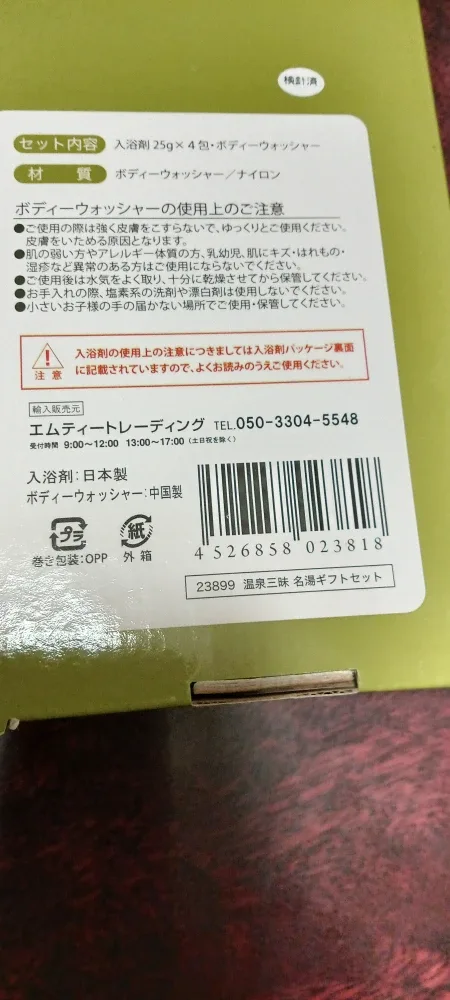 検針済
セット内容 入浴剤 25g×4包・ボディーウォッシャー
材質 ボディーウォッシャー/ナイロン
ボディーウォッシャーの使用上のご注意
●ご使用の際は強く皮膚をこすらないで、ゆっくりとご使用ください。
皮膚をいためる原因となります。
●肌の弱い方やアレルギー体質の方、乳幼児、肌にキズ・はれもの・
湿疹など異常のある方はご使用にならないでください。
●ご使用後は水気をよく取り、十分に乾燥させてから保管してください。
●お手入れの際、塩素系の洗剤や漂白剤は使用しないでください。
●小さいお子様の手の届かない場所でご使用・保管してください。
注意
入浴剤の使用上の注意につきましては入浴剤パッケージ裏面
に記載されていますので、よくお読みのうえご使用ください。
輸入販売元
エムティートレーディング TEL.050-3304-5548
受付時間 9:00〜12:00 13:00〜17:00（土日祝を除く）
入浴剤:日本製
ボディーウォッシャー:中国製
プラ
紙
巻き包装:OPP
外箱
4 526858 023818
23899 温泉三昧 名湯ギフトセット